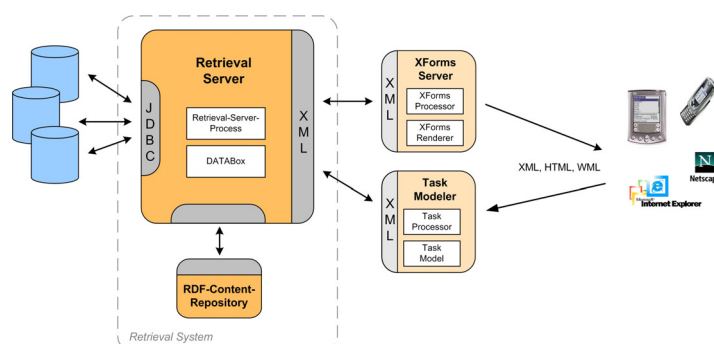 Retrieval
Server
J
D
B
C
X
M
L
Retrieval-Server-
Process
DATABox
RDF-Content-
Repository
Retrieval System
X
M
L
XForms
Server
XForms
Processor
XForms
Renderer
X
M
L
Task
Modeler
Task
Processor
Task
Model
XML, HTML, WML
N
Netscap
Microsoft
Internet Explorer